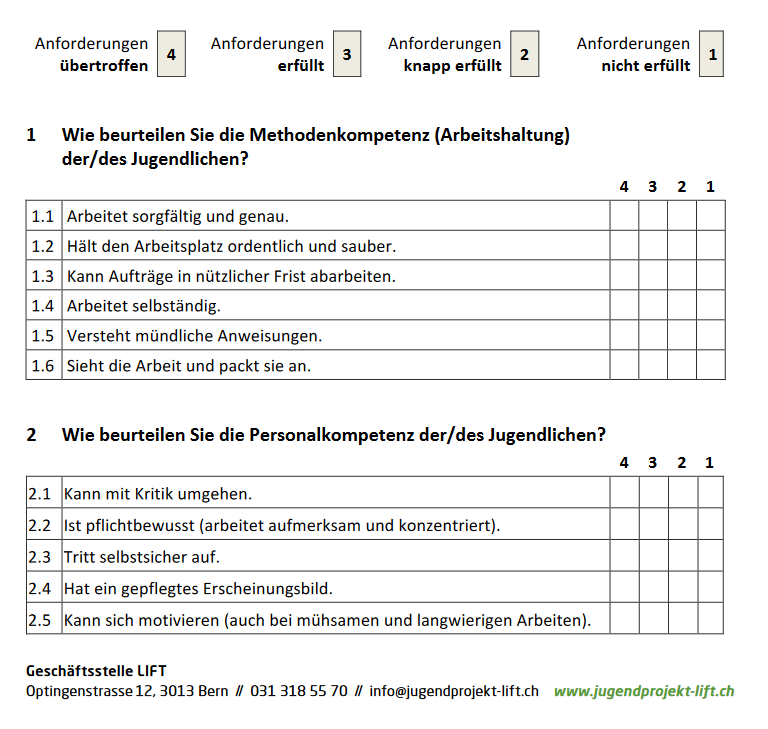 Anforderungen übertroffen 4 Anforderungen erfüllt 3 Anforderungen knapp erfüllt 2 Anforderungen nicht erfüllt 1
1 Wie beurteilen Sie die Methodenkompetenz (Arbeitshaltung)
der/des Jugendlichen?
4 3 2 1
1.1 Arbeitet sorgfältig und genau.
1.2 Hält den Arbeitsplatz ordentlich und sauber.
1.3 Kann Aufträge in nützlicher Frist abarbeiten.
1.4 Arbeitet selbständig.
1.5 Versteht mündliche Anweisungen.
1.6 Sieht die Arbeit und packt sie an.
2 Wie beurteilen Sie die Personalkompetenz der/des Jugendlichen?
4 3 2 1
2.1 Kann mit Kritik umgehen.
2.2 Ist pflichtbewusst (arbeitet aufmerksam und konzentriert).
2.3 Tritt selbstsicher auf.
2.4 Hat ein gepflegtes Erscheinungsbild.
2.5 Kann sich motivieren (auch bei mühsamen und langwierigen Arbeiten).
Geschäftsstelle LIFT
Optingenstrasse 12, 3013 Bern // 031 318 55 70 // info@jugendprojekt-lift.ch www.jugendprojekt-lift.ch